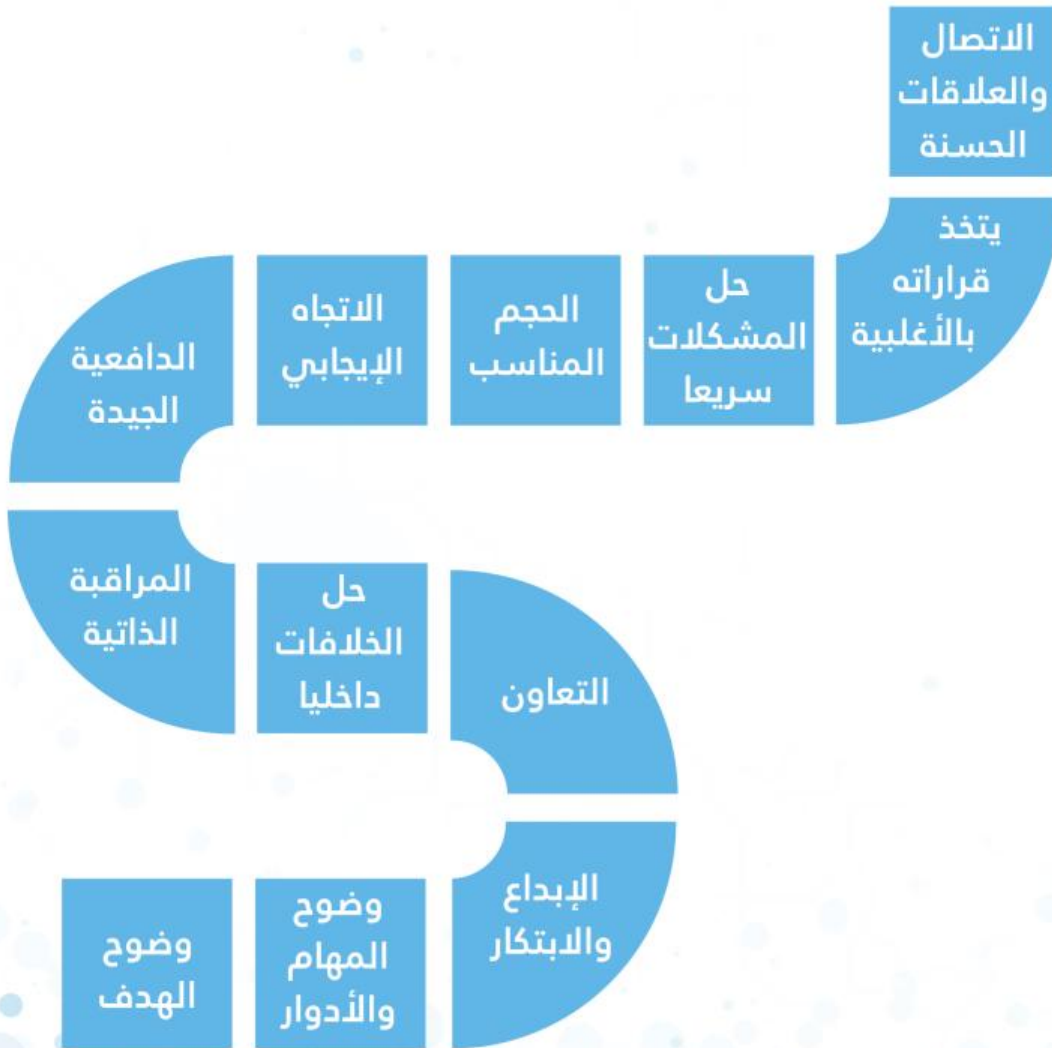 الاتصال
والعلاقات
الحسنة
يتخذ
قراراته
بالأغلبية
حل
المشكلات
سريعا
الحجم
المناسب
الاتجاه
الإيجابي
الدافعية
الجيدة
المراقبة
الذاتية
حل
الخلافات
داخليا
التعاون
الإبداع
والابتكار
وضوح
المهام
والأدوار
وضوح
الهدف